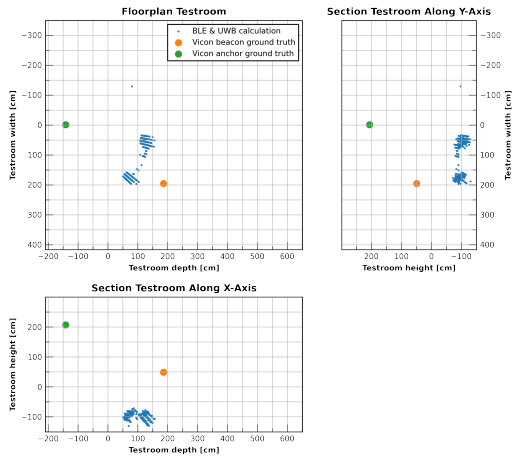 Floorplan Testroom
BLE & UWB calculation
Vicon beacon ground truth
Vicon anchor ground truth
−300
−200
−100
0
100
200
300
400
Testroom width [cm]
−200 −100 0 100 200 300 400 500 600
Testroom depth [cm]
Section Testroom Along Y-Axis
−300
−200
−100
0
100
200
300
400
Testroom width [cm]
200 100 0 −100
Testroom height [cm]
Section Testroom Along X-Axis
200
100
0
−100
Testroom height [cm]
−200 −100 0 100 200 300 400 500 600
Testroom depth [cm]